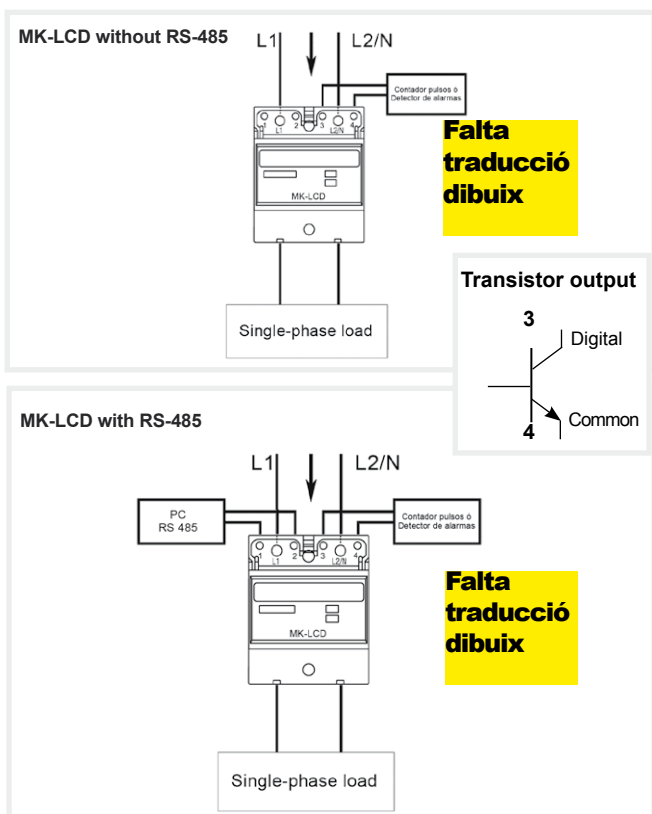 MK-LCD without RS-485
L1
L2/N
Contador pulsos ó
Detector de alarmas
1
L1
2
3
L2/N
4
MK-LCD
Falta
traducció
dibuix
Single-phase load
Transistor output
3
Digital
4
Common
MK-LCD with RS-485
L1
L2/N
PC
RS 485
Contador pulsos ó
Detector de alarmas
1
L1
2
3
L2/N
4
MK-LCD
Falta
traducció
dibuix
Single-phase load